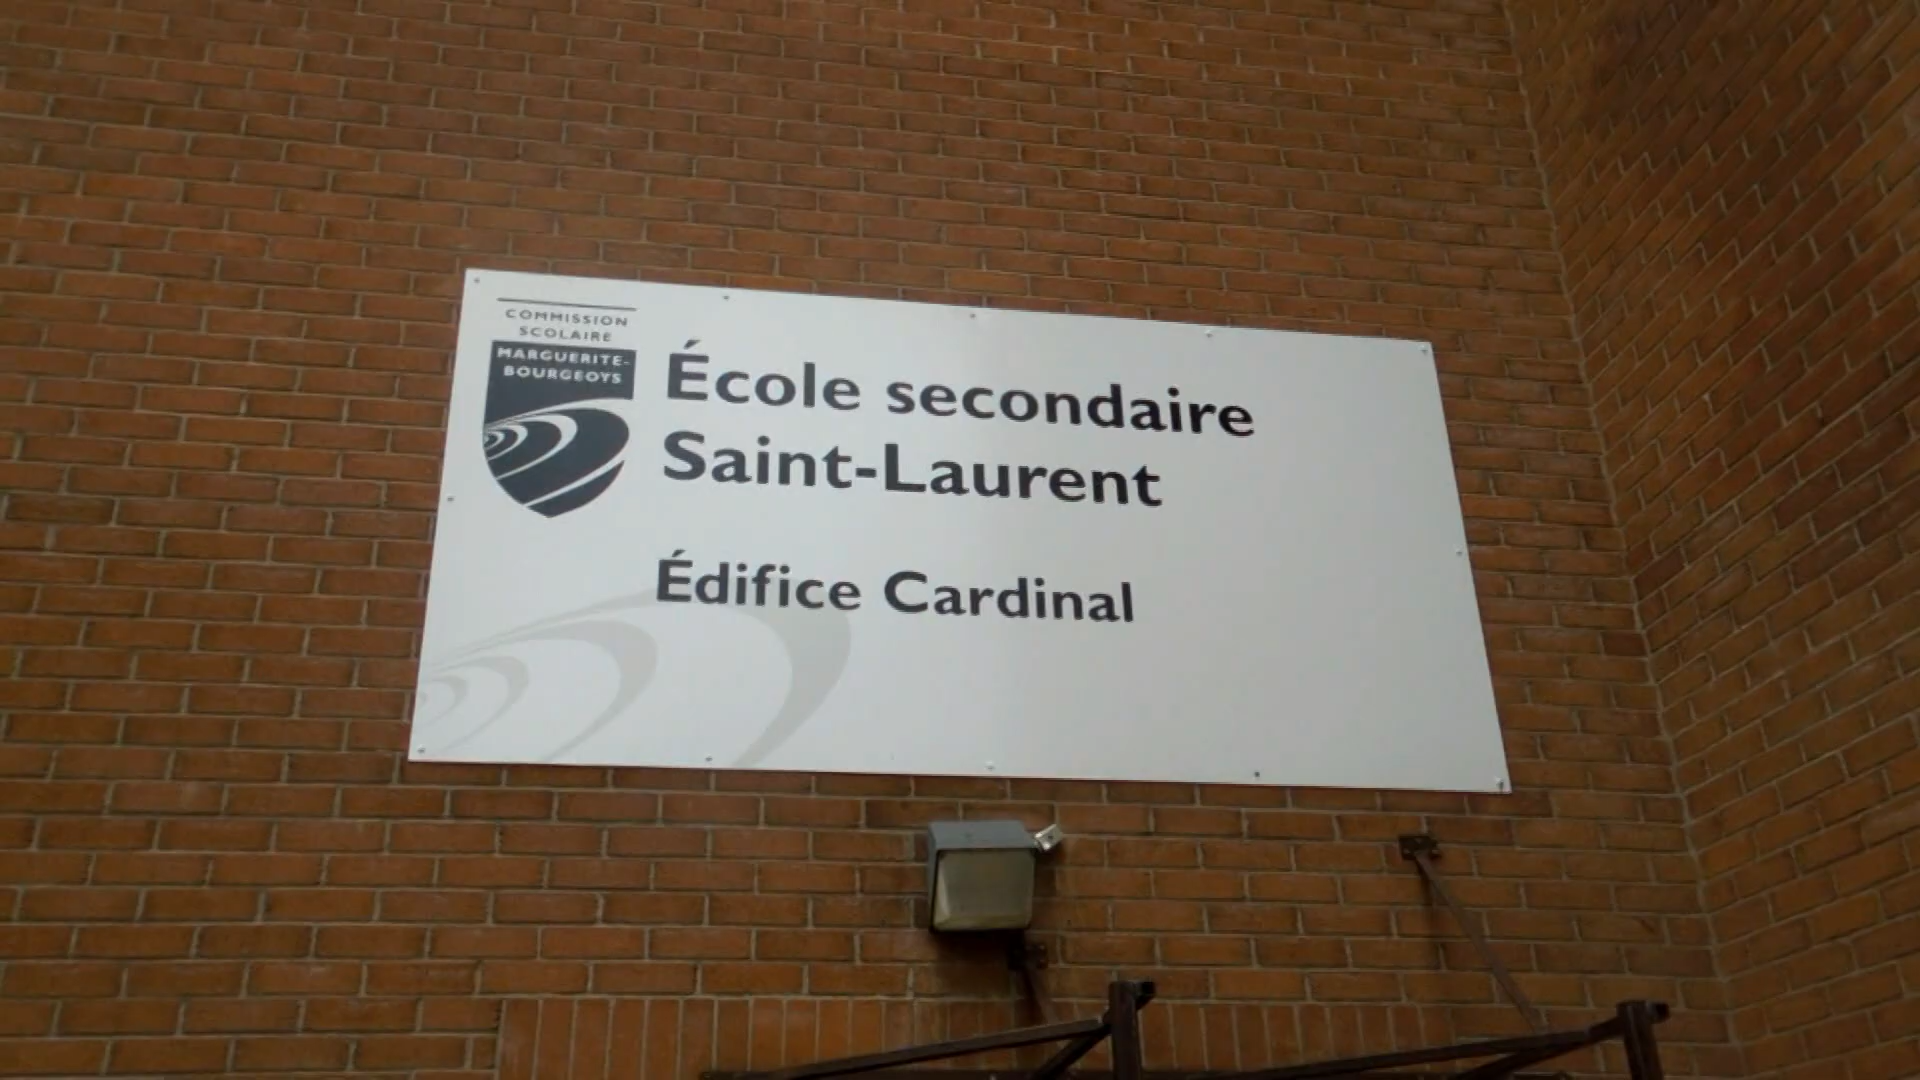 COMMISSION
SCOLAIRE
MARGUERITE-
BOURGEOYS
École secondaire
Saint-Laurent
Édifice Cardinal